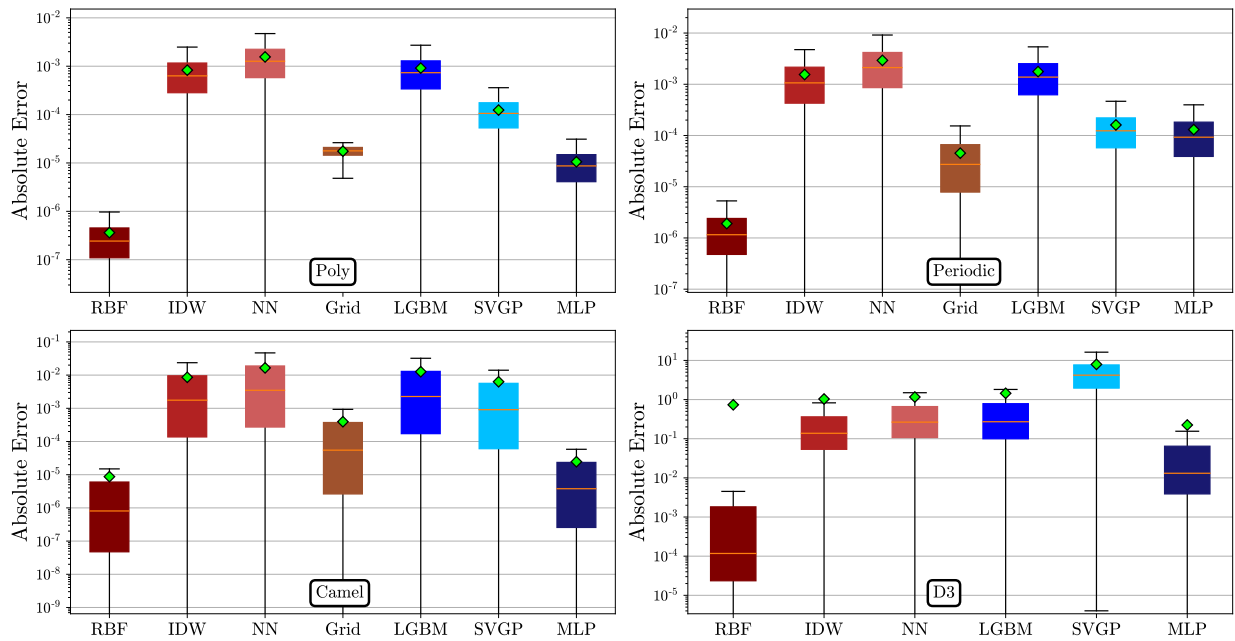 Absolute Error
10⁻²
10⁻³
10⁻⁴
10⁻⁵
10⁻⁶
10⁻⁷
Poly
RBF IDW NN Grid LGBM SVGP MLP
Absolute Error
10⁻²
10⁻³
10⁻⁴
10⁻⁵
10⁻⁶
10⁻⁷
Periodic
RBF IDW NN Grid LGBM SVGP MLP
Absolute Error
10⁻¹
10⁻²
10⁻³
10⁻⁴
10⁻⁵
10⁻⁶
10⁻⁷
10⁻⁸
10⁻⁹
Camel
RBF IDW NN Grid LGBM SVGP MLP
Absolute Error
10¹
10⁰
10⁻¹
10⁻²
10⁻³
10⁻⁴
10⁻⁵
D3
RBF IDW NN LGBM SVGP MLP